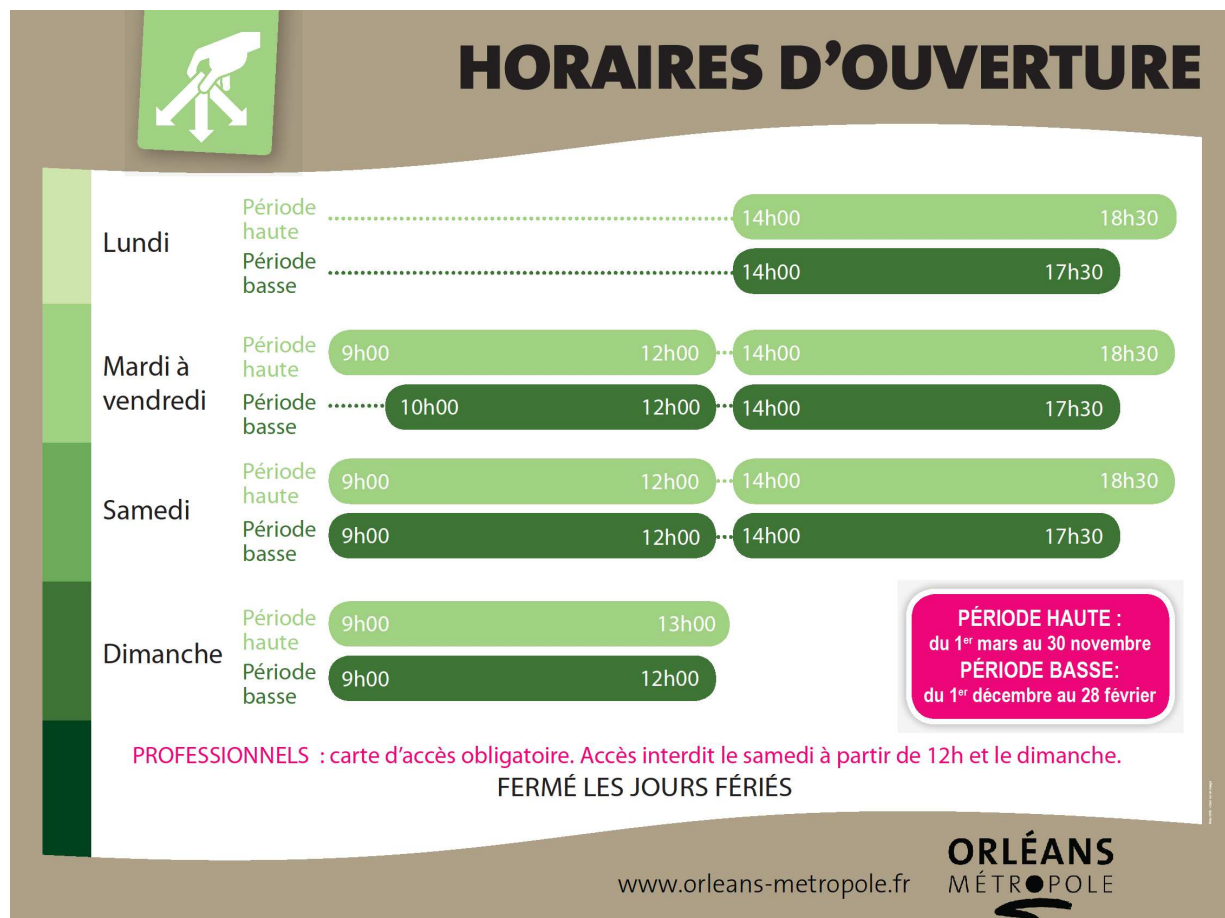 HORAIRES D'OUVERTURE
Lundi
Période
haute
14h00 18h30
Période
basse
14h00 17h30
Mardi à
vendredi
Période
haute
9h00 12h00 14h00 18h30
Période
basse
10h00 12h00 14h00 17h30
Samedi
Période
haute
9h00 12h00 14h00 18h30
Période
basse
9h00 12h00 14h00 17h30
Dimanche
Période
haute
9h00 13h00
Période
basse
9h00 12h00
PÉRIODE HAUTE :
du 1er mars au 30 novembre
PÉRIODE BASSE:
du 1er décembre au 28 février
PROFESSIONNELS : carte d'accès obligatoire. Accès interdit le samedi à partir de 12h et le dimanche.
FERMÉ LES JOURS FÉRIÉS
www.orleans-metropole.fr
ORLÉANS
MÉTROPOLE